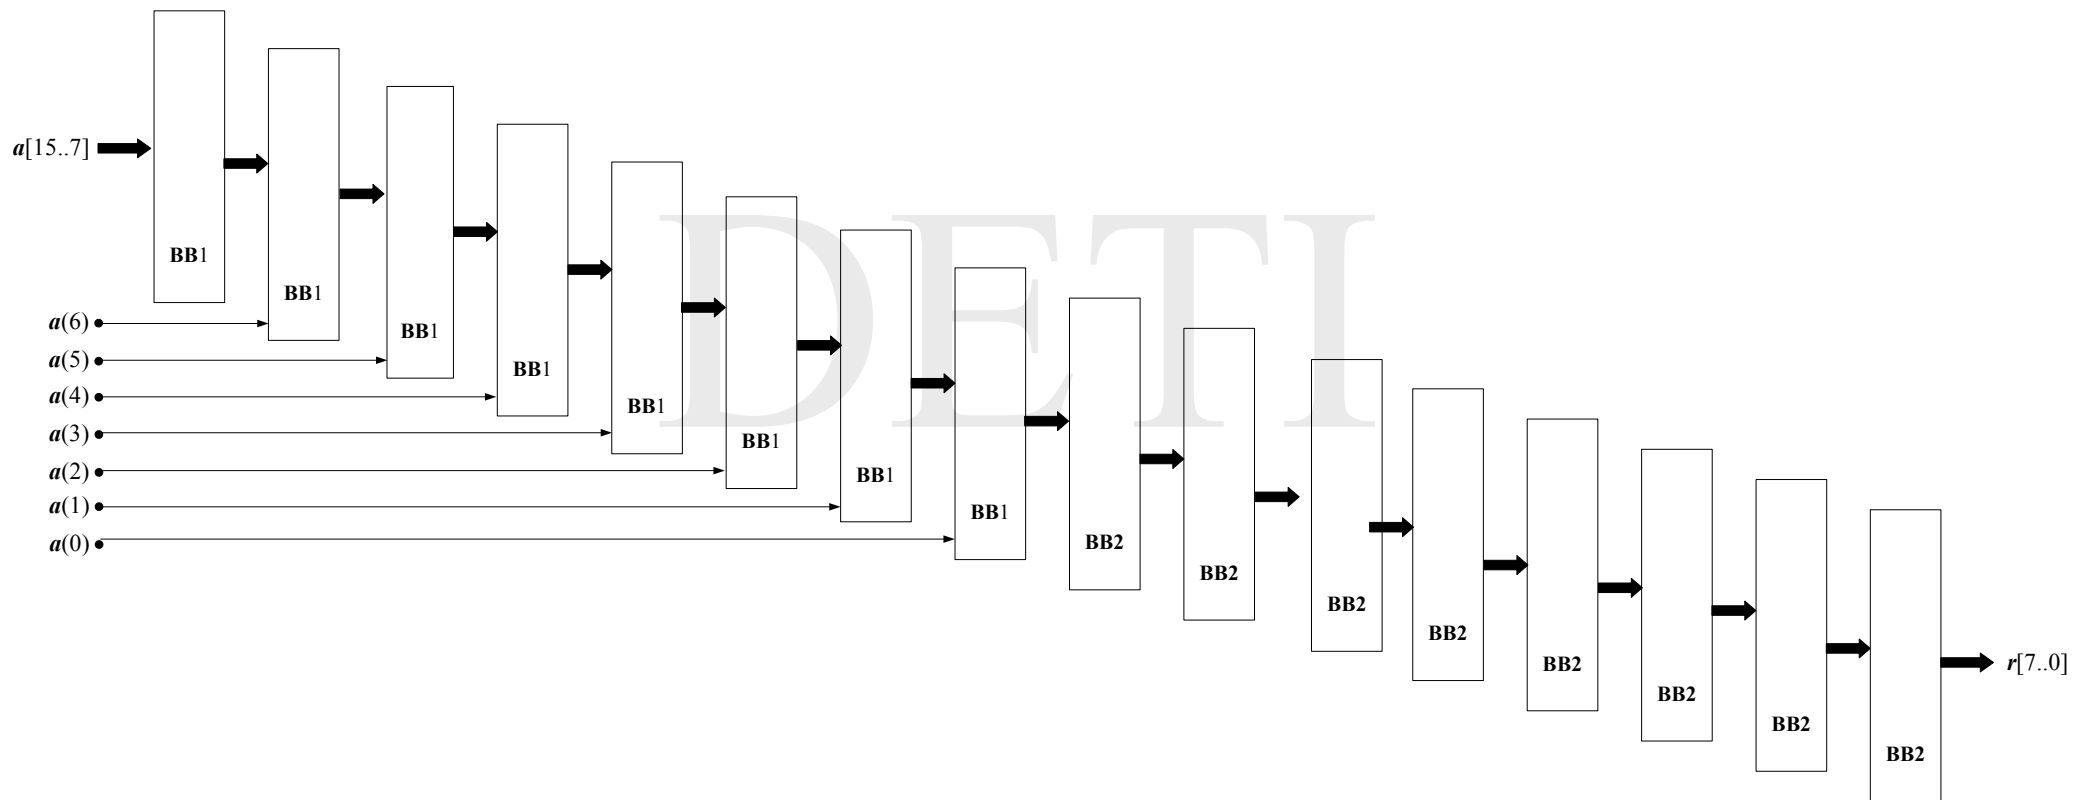 a[15..7]
BB1
BB1
a(6)
BB1
a(5)
BB1
a(4)
BB1
a(3)
BB1
a(2)
BB1
a(1)
BB1
a(0)
DETI
BB2
BB2
BB2
BB2
BB2
BB2
BB2
BB2
r[7..0]